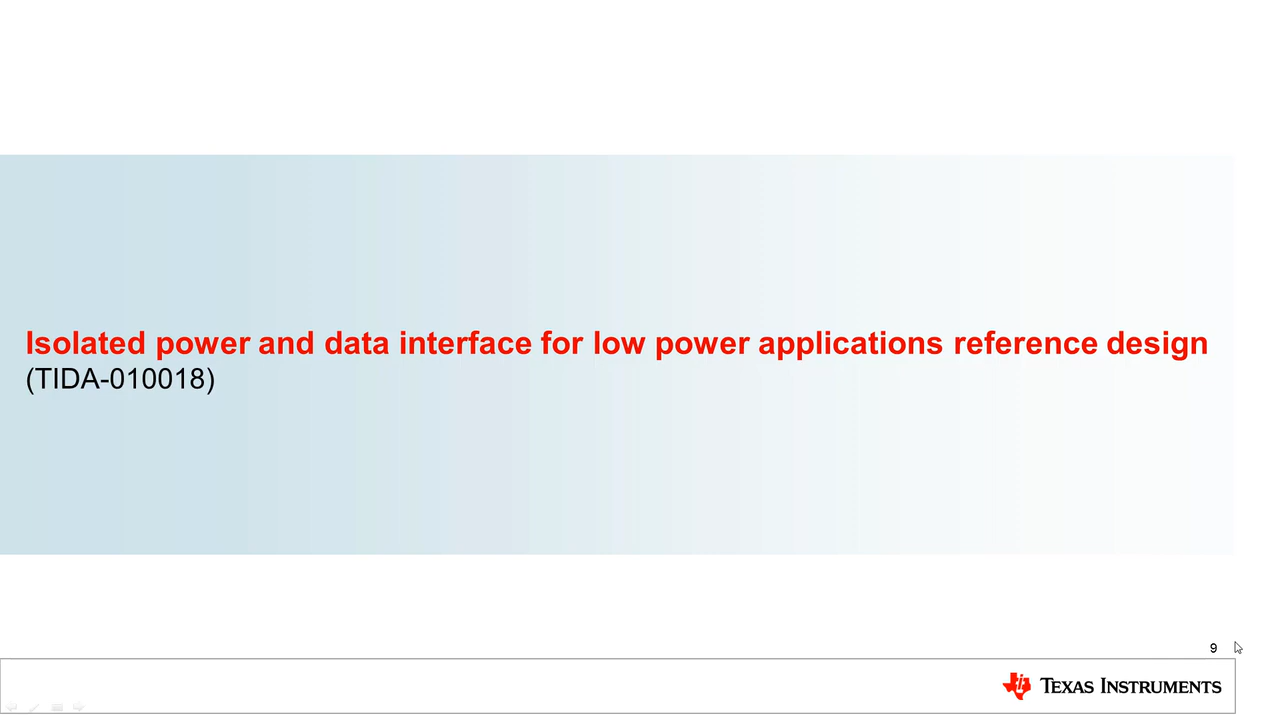 Isolated power and data interface for low power applications reference design
(TIDA-010018)
9
TEXAS INSTRUMENTS